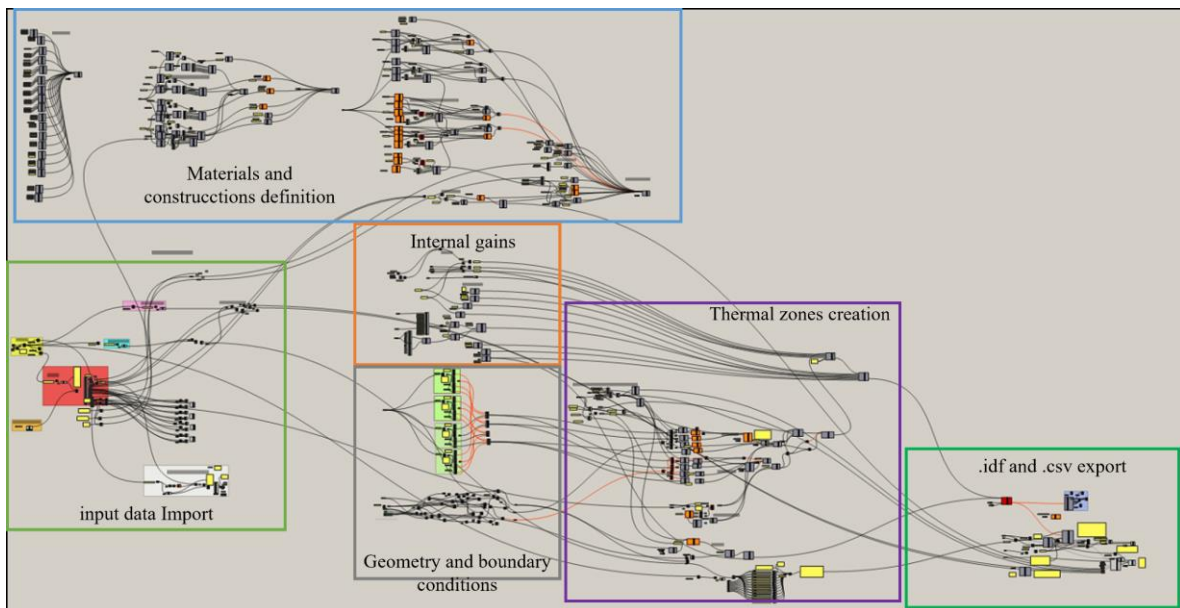 Materials and
construcctions definition
Internal gains
Thermal zones creation
.idf and .csv export
input data Import
Geometry and boundary
conditions